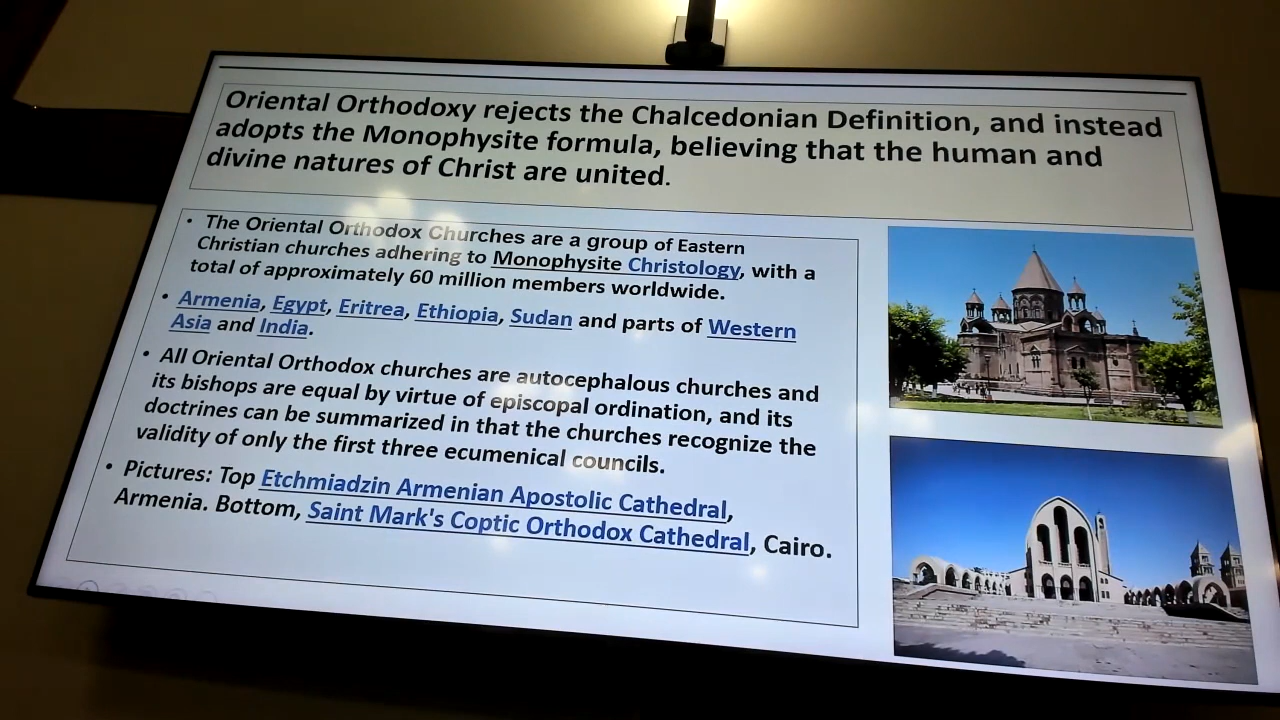 Oriental Orthodoxy rejects the Chalcedonian Definition, and instead
adopts the Monophysite formula, believing that the human and
divine natures of Christ are united.
• The Oriental Orthodox Churches are a group of Eastern
Christian churches adhering to Monophysite Christology, with a
total of approximately 60 million members worldwide.
• Armenia, Egypt, Eritrea, Ethiopia, Sudan and parts of Western
Asia and India.
• All Oriental Orthodox churches are autocephalous churches and
its bishops are equal by virtue of episcopal ordination, and its
doctrines can be summarized in that the churches recognize the
validity of only the first three ecumenical councils.
• Pictures: Top Etchmiadzin Armenian Apostolic Cathedral,
Armenia. Bottom, Saint Mark's Coptic Orthodox Cathedral, Cairo.